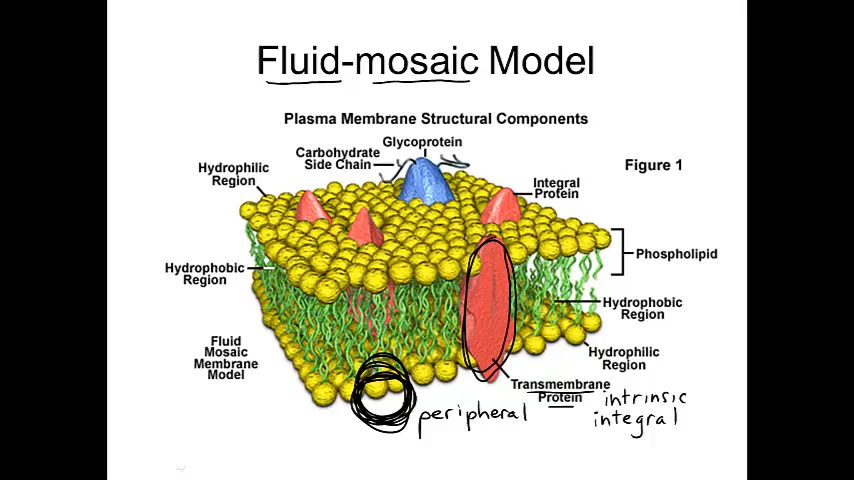 Fluid-mosaic Model
Plasma Membrane Structural Components
Glycoprotein
Carbohydrate
Side Chain
Hydrophilic
Region
Figure 1
Integral
Protein
Phospholipid
Hydrophobic
Region
Hydrophobic
Region
Fluid
Mosaic
Membrane
Model
Hydrophilic
Region
Transmembrane
Protein
intrinsic
integral
peripheral